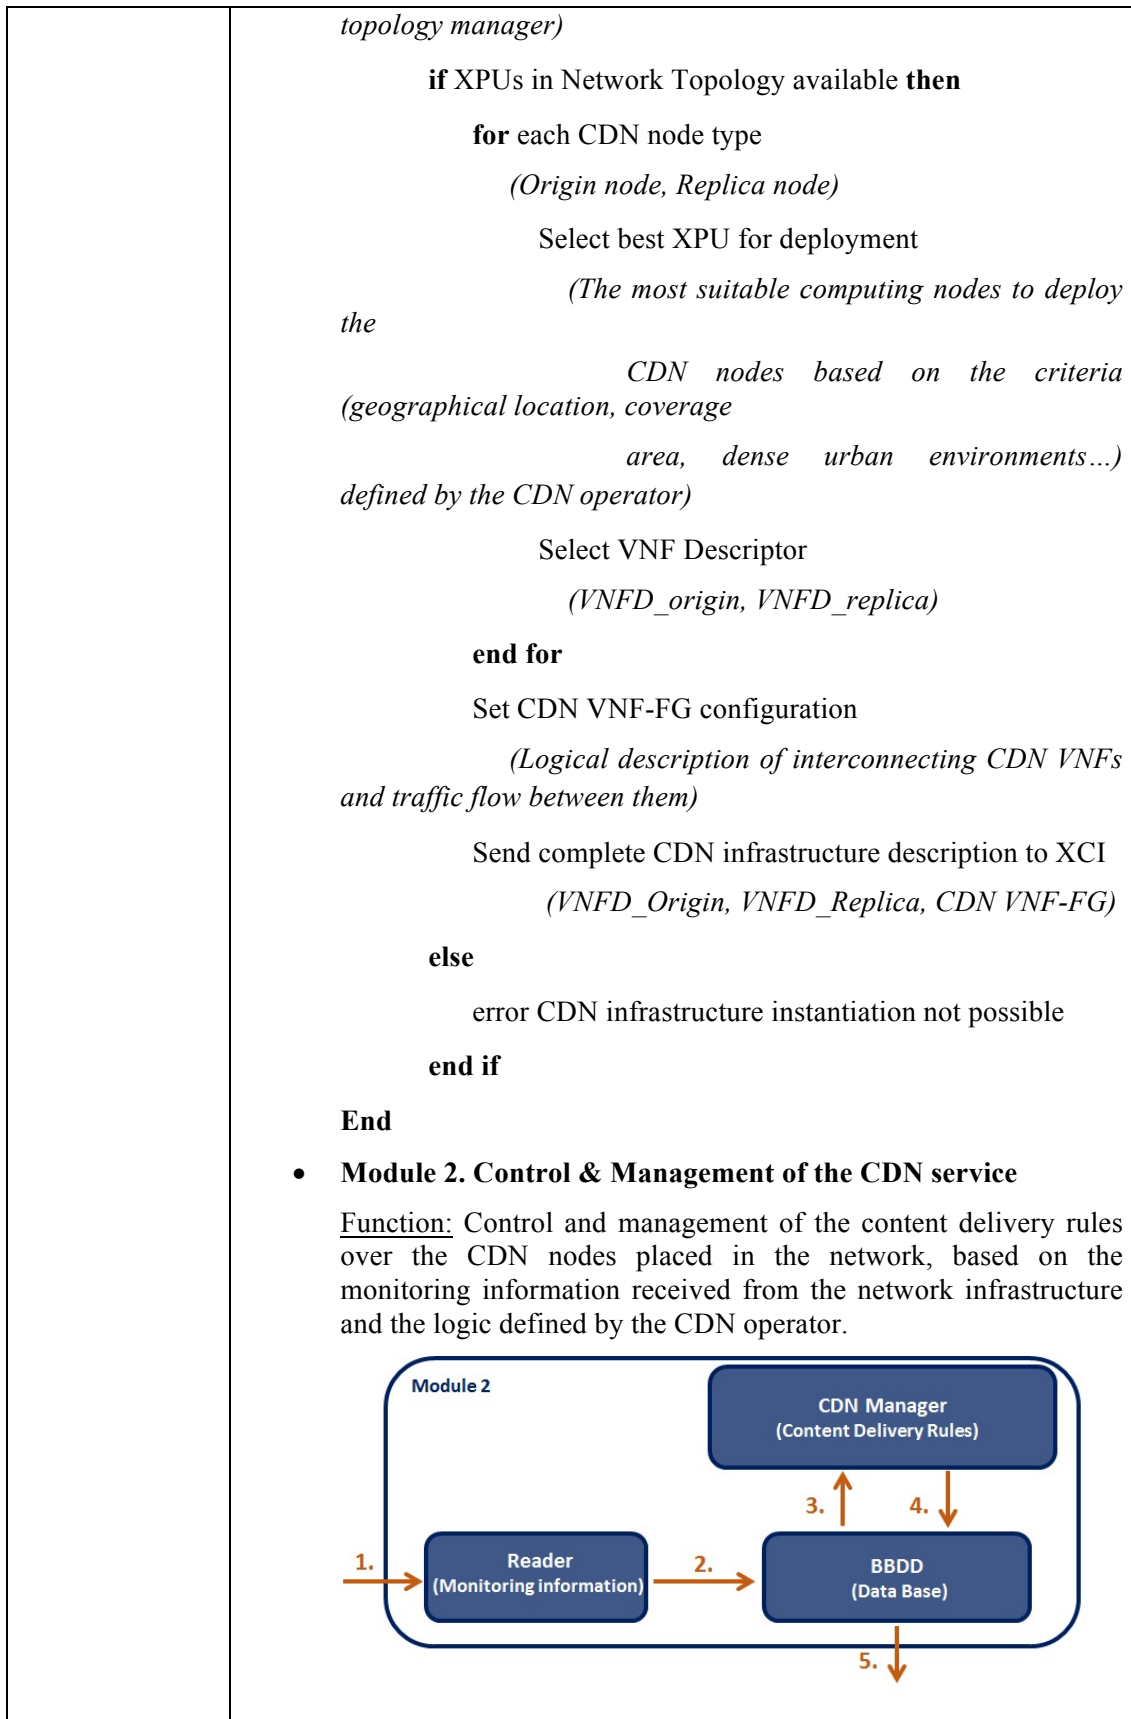 topology manager)
if XPUs in Network Topology available then
for each CDN node type
(Origin node, Replica node)
Select best XPU for deployment
(The most suitable computing nodes to deploy
the
CDN nodes based on the criteria
(geographical location, coverage
area, dense urban environments…)
defined by the CDN operator)
Select VNF Descriptor
(VNFD_origin, VNFD_replica)
end for
Set CDN VNF-FG configuration
(Logical description of interconnecting CDN VNFs
and traffic flow between them)
Send complete CDN infrastructure description to XCI
(VNFD_Origin, VNFD_Replica, CDN VNF-FG)
else
error CDN infrastructure instantiation not possible
end if
End
• Module 2. Control & Management of the CDN service
Function: Control and management of the content delivery rules
over the CDN nodes placed in the network, based on the
monitoring information received from the network infrastructure
and the logic defined by the CDN operator.
Module 2
CDN Manager
(Content Delivery Rules)
3.
4.
1.
Reader
(Monitoring information)
2.
BBDD
(Data Base)
5.